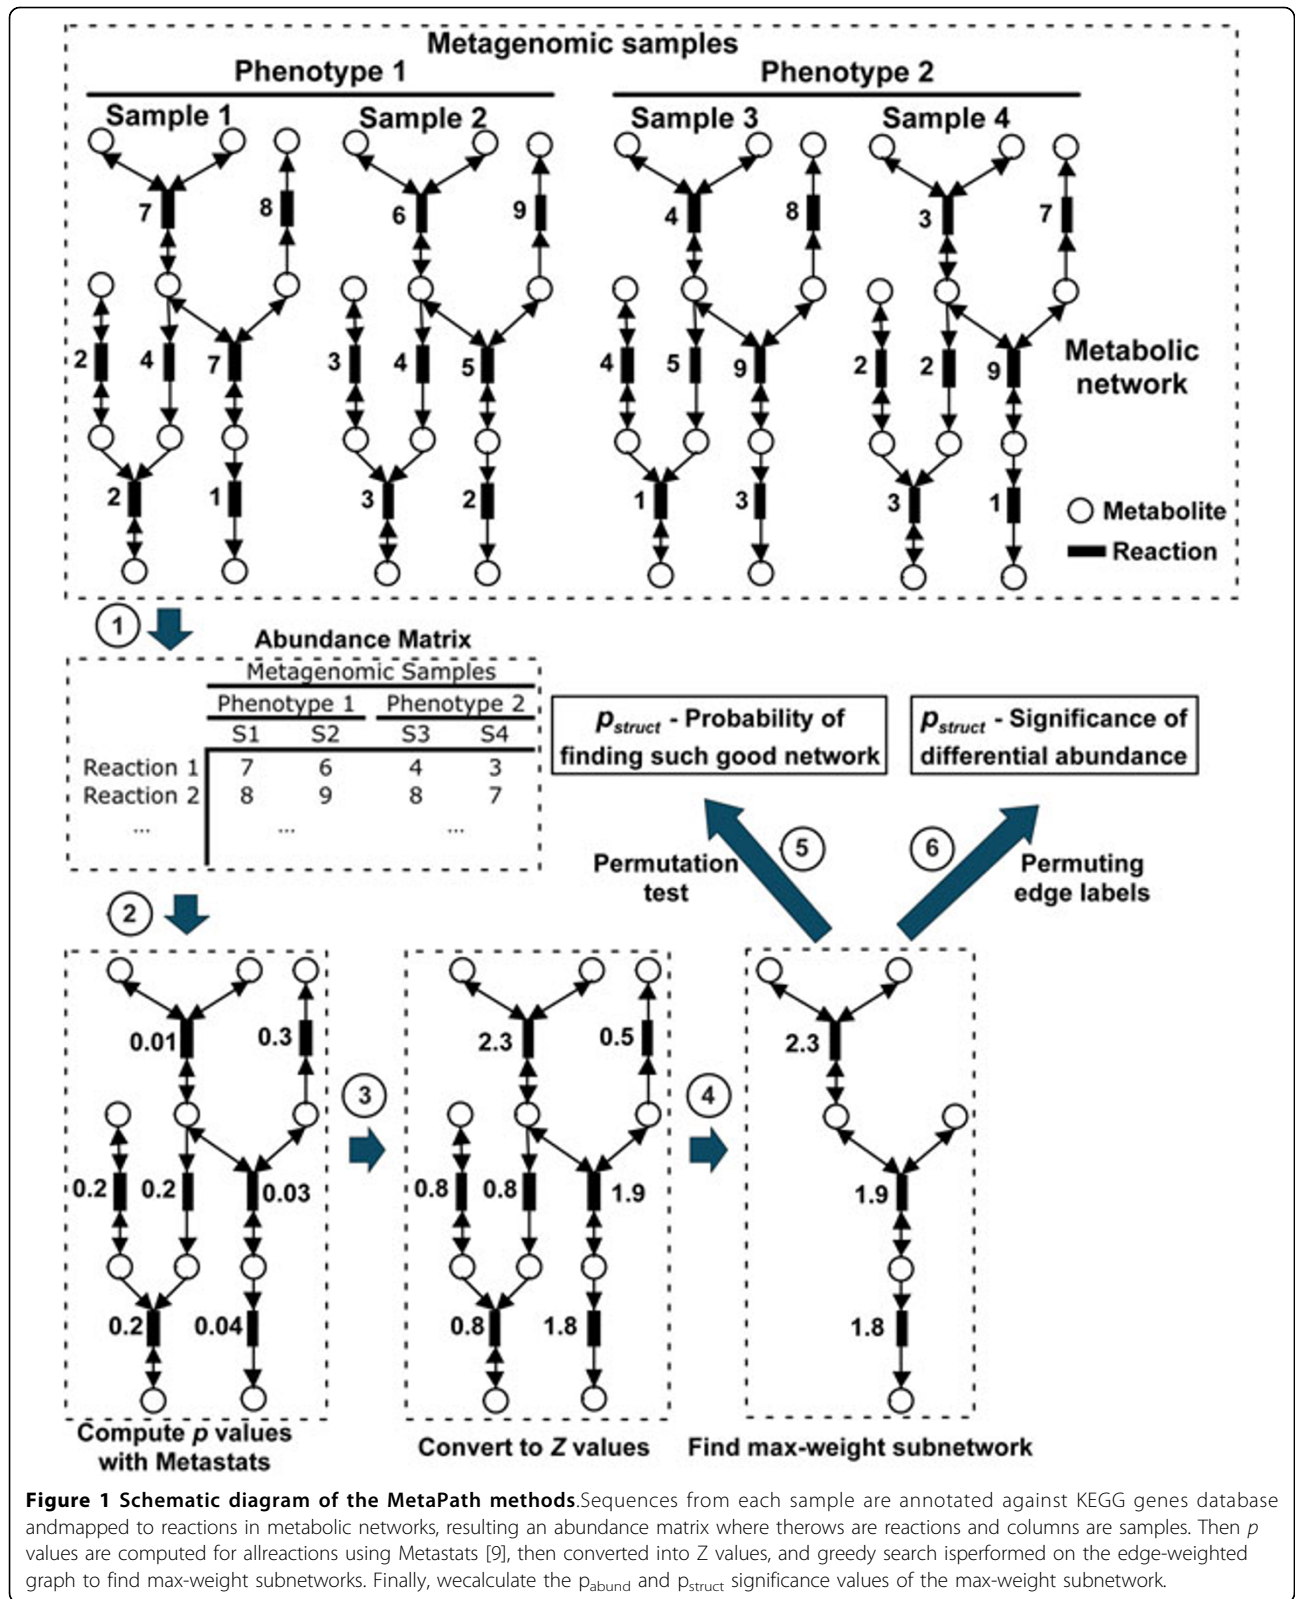 Metagenomic samples
Phenotype 1
Phenotype 2
Sample 1
Sample 2
Sample 3
Sample 4
7
8
6
9
4
8
3
7
2
4
7
3
4
5
4
5
9
2
2
9
Metabolic
network
2
1
3
2
1
3
3
1
Metabolite
Reaction
1
Abundance Matrix
Metagenomic Samples
Phenotype 1 Phenotype 2
S1 S2 S3 S4
Reaction 1 7 6 4 3
Reaction 2 8 9 8 7
... ... ...
pstruct - Probability of
finding such good network
pstruct - Significance of
differential abundance
5
6
Permutation
test
Permuting
edge labels
2
0.01
0.3
0.2
0.2
0.03
0.2
0.04
Compute p values
with Metastats
3
2.3
0.5
0.8
0.8
1.9
0.8
1.8
Convert to Z values
4
2.3
1.9
1.8
Find max-weight subnetwork
Figure 1 Schematic diagram of the MetaPath methods.Sequences from each sample are annotated against KEGG genes database
andmapped to reactions in metabolic networks, resulting an abundance matrix where therows are reactions and columns are samples. Then p
values are computed for allreactions using Metastats [9], then converted into Z values, and greedy search isperformed on the edge-weighted
graph to find max-weight subnetworks. Finally, wecalculate the pabund and pstruct significance values of the max-weight subnetwork.